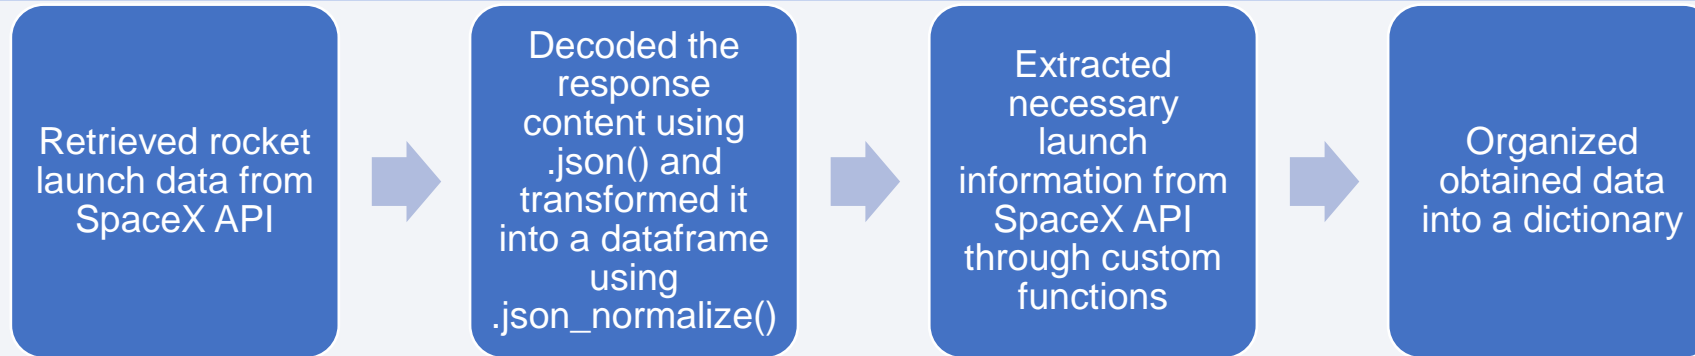 Retrieved rocket
launch data from
SpaceX API
Decoded the
response
content using
.json() and
transformed it
into a dataframe
using
.json_normalize()
Extracted
necessary
launch
information from
SpaceX API
through custom
functions
Organized
obtained data
into a dictionary